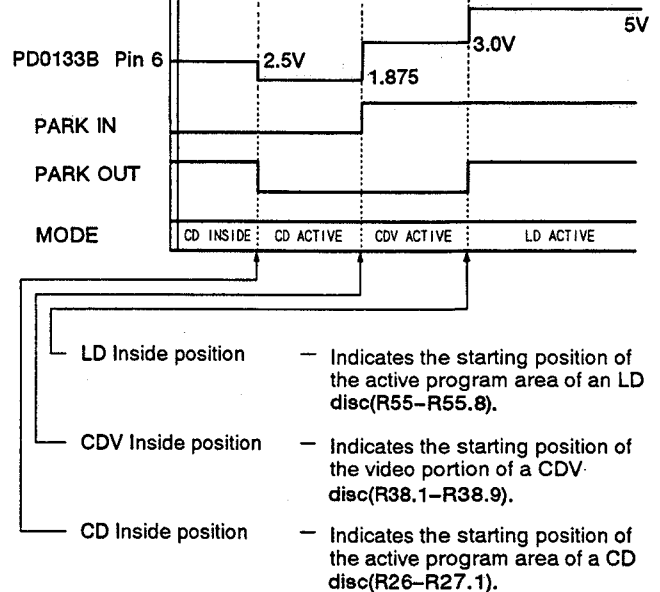 5V
PD0133B Pin 6
2.5V
3.0V
1.875
PARK IN
PARK OUT
MODE
CD INSIDE
CD ACTIVE
CDV ACTIVE
LD ACTIVE
LD Inside position — Indicates the starting position of
the active program area of an LD
disc(R55–R55.8).
CDV Inside position — Indicates the starting position of
the video portion of a CDV
disc(R38.1–R38.9).
CD Inside position — Indicates the starting position of
the active program area of a CD
disc(R26–R27.1).